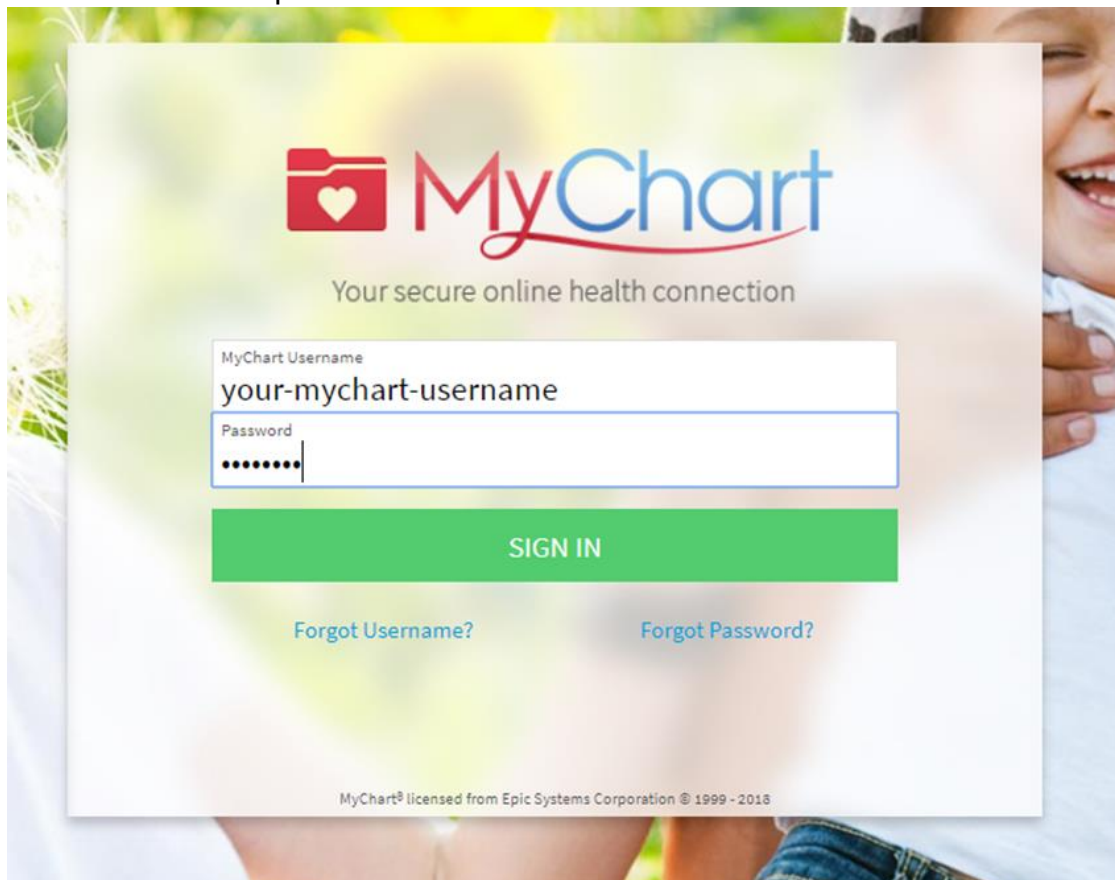 MyChart
Your secure online health connection
MyChart Username
your-mychart-username
Password
••••••••
SIGN IN
Forgot Username? Forgot Password?
MyChart® licensed from Epic Systems Corporation © 1999 - 2018